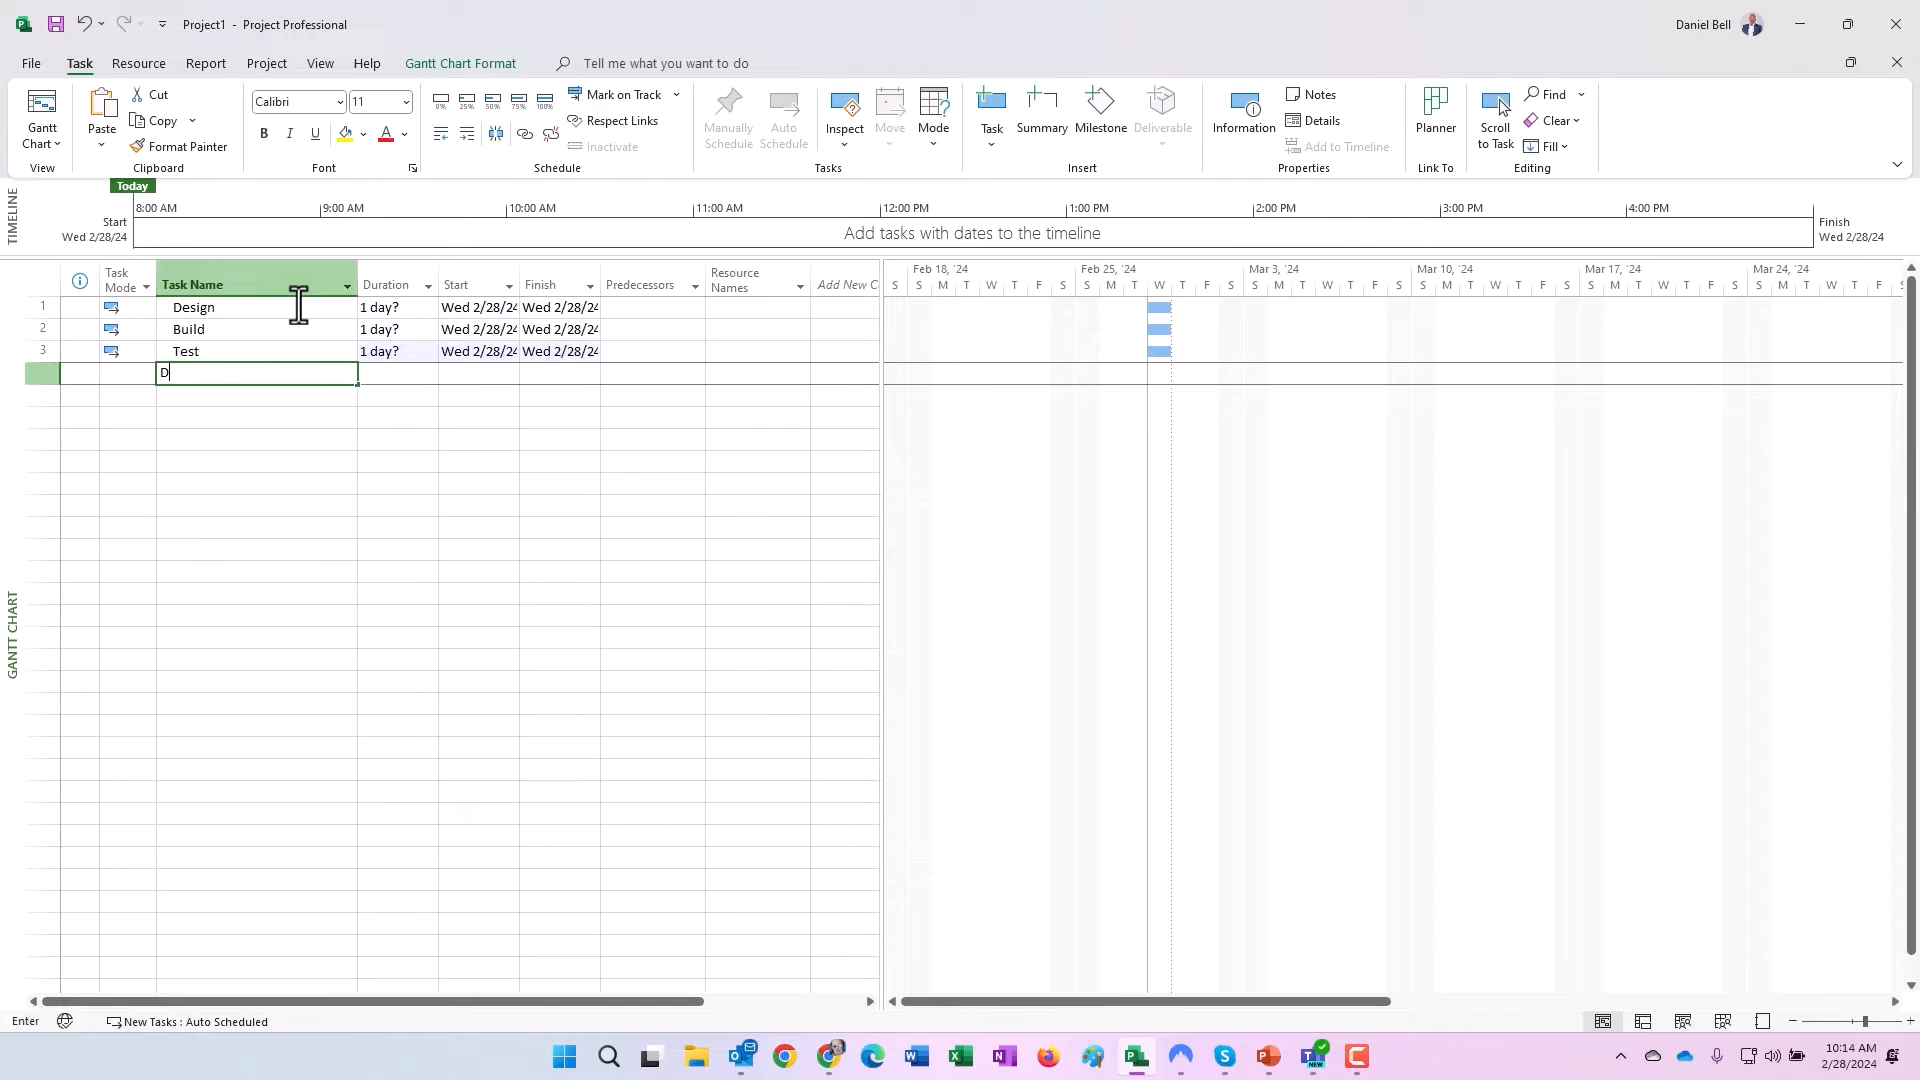 Project1 - Project Professional
Daniel Bell
File Task Resource Report Project View Help Gantt Chart Format Tell me what you want to do
Gantt Chart
View
Paste
Cut
Copy
Format Painter
Clipboard
Calibri 11
B I U A
Font
0% 25% 50% 75% 100%
Mark on Track
Respect Links
Inactivate
Schedule
Manually Schedule
Auto Schedule
Inspect
Move
Mode
Tasks
Task
Summary
Milestone
Deliverable
Insert
Information
Notes
Details
Add to Timeline
Properties
Planner
Link To
Scroll to Task
Find
Clear
Fill
Editing
TIMELINE
Today
8:00 AM 9:00 AM 10:00 AM 11:00 AM 12:00 PM 1:00 PM 2:00 PM 3:00 PM 4:00 PM
Start
Wed 2/28/24
Add tasks with dates to the timeline
Finish
Wed 2/28/24
Task Mode Task Name Duration Start Finish Predecessors Resource Names Add New C
Feb 18, '24 Feb 25, '24 Mar 3, '24 Mar 10, '24 Mar 17, '24 Mar 24, '24
S S M T W T F S S M T W T F S S M T W T F S S M T W T F S S M T W T F S S M T W T F S
1 Design 1 day? Wed 2/28/24 Wed 2/28/24
2 Build 1 day? Wed 2/28/24 Wed 2/28/24
3 Test 1 day? Wed 2/28/24 Wed 2/28/24
D
GANTT CHART
Enter New Tasks : Auto Scheduled
NEW
10:14 AM
2/28/2024